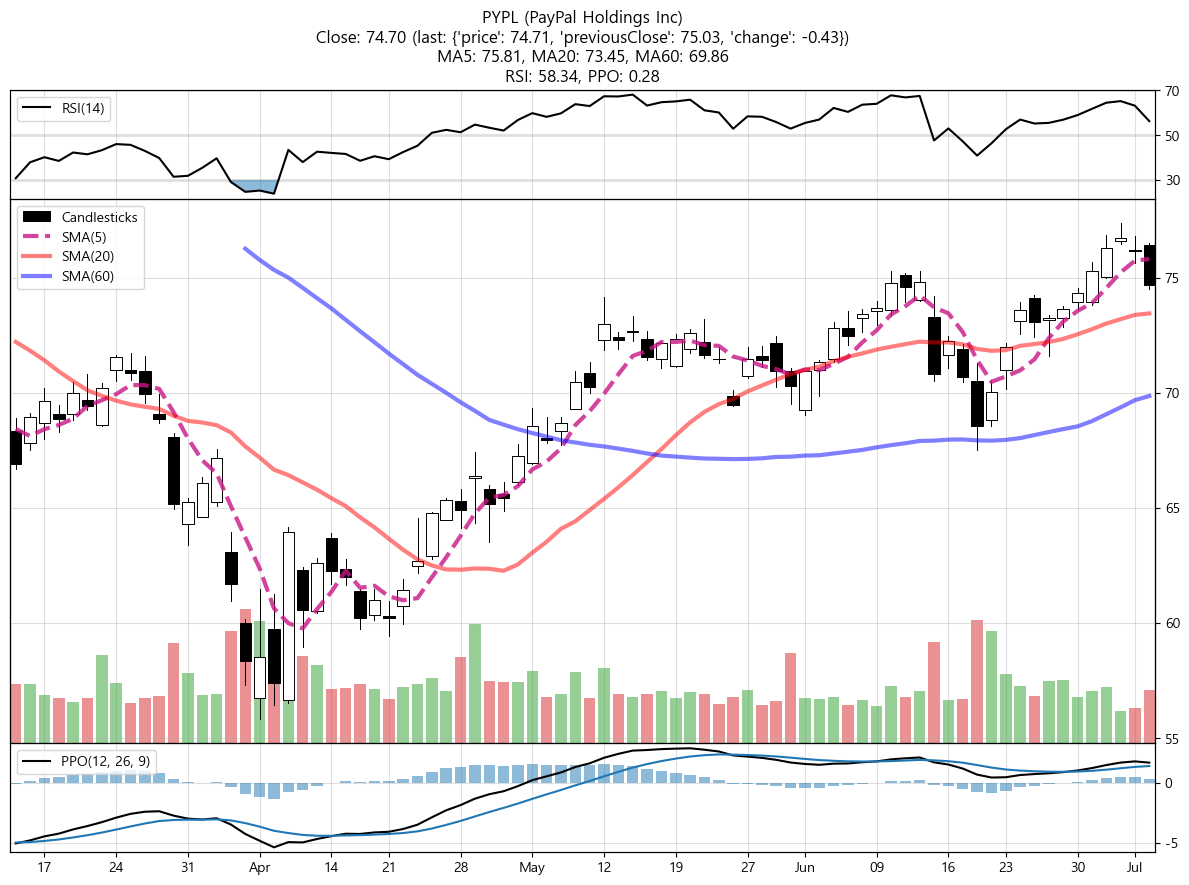 PYPL (PayPal Holdings Inc)
Close: 74.70 (last: {'price': 74.71, 'previousClose': 75.03, 'change': -0.43})
MA5: 75.81, MA20: 73.45, MA60: 69.86
RSI: 58.34, PPO: 0.28
RSI(14)
70
50
30
Candlesticks
SMA(5)
SMA(20)
SMA(60)
75
70
65
60
55
PPO(12, 26, 9)
0
-5
17 24 31 Apr 14 21 28 May 12 19 27 Jun 09 16 23 30 Jul